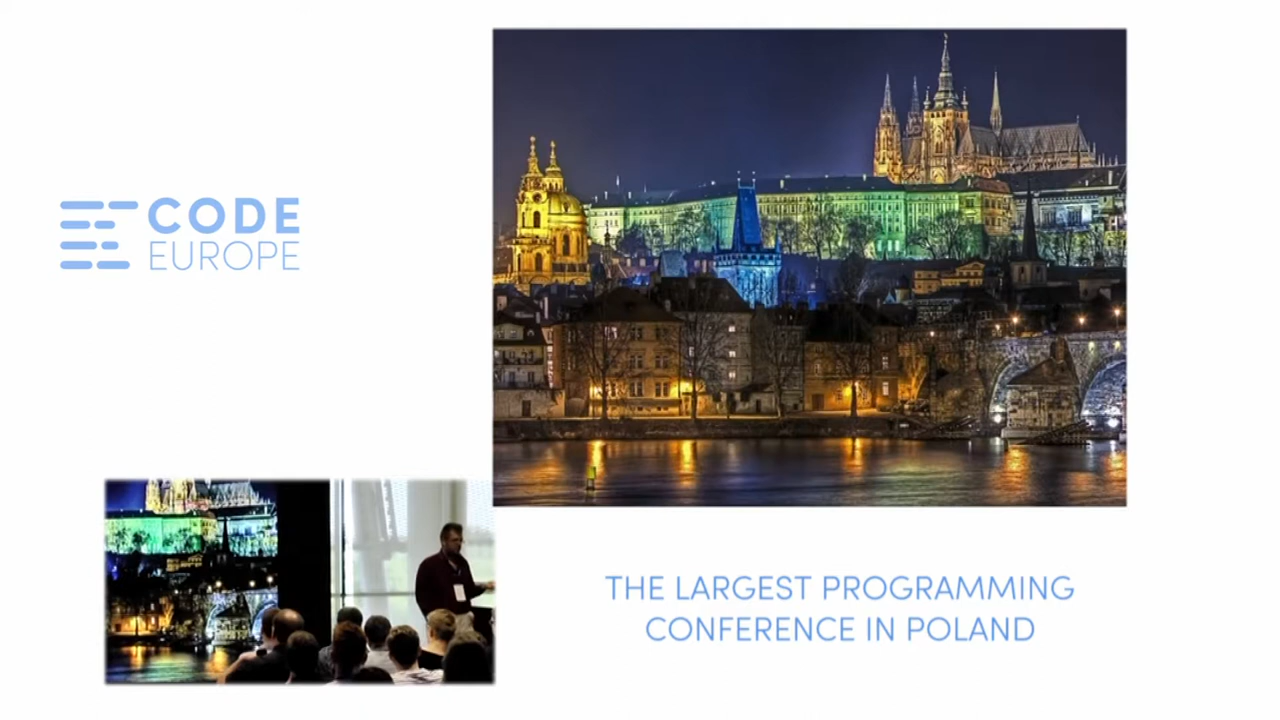 CODE
EUROPE
THE LARGEST PROGRAMMING
CONFERENCE IN POLAND